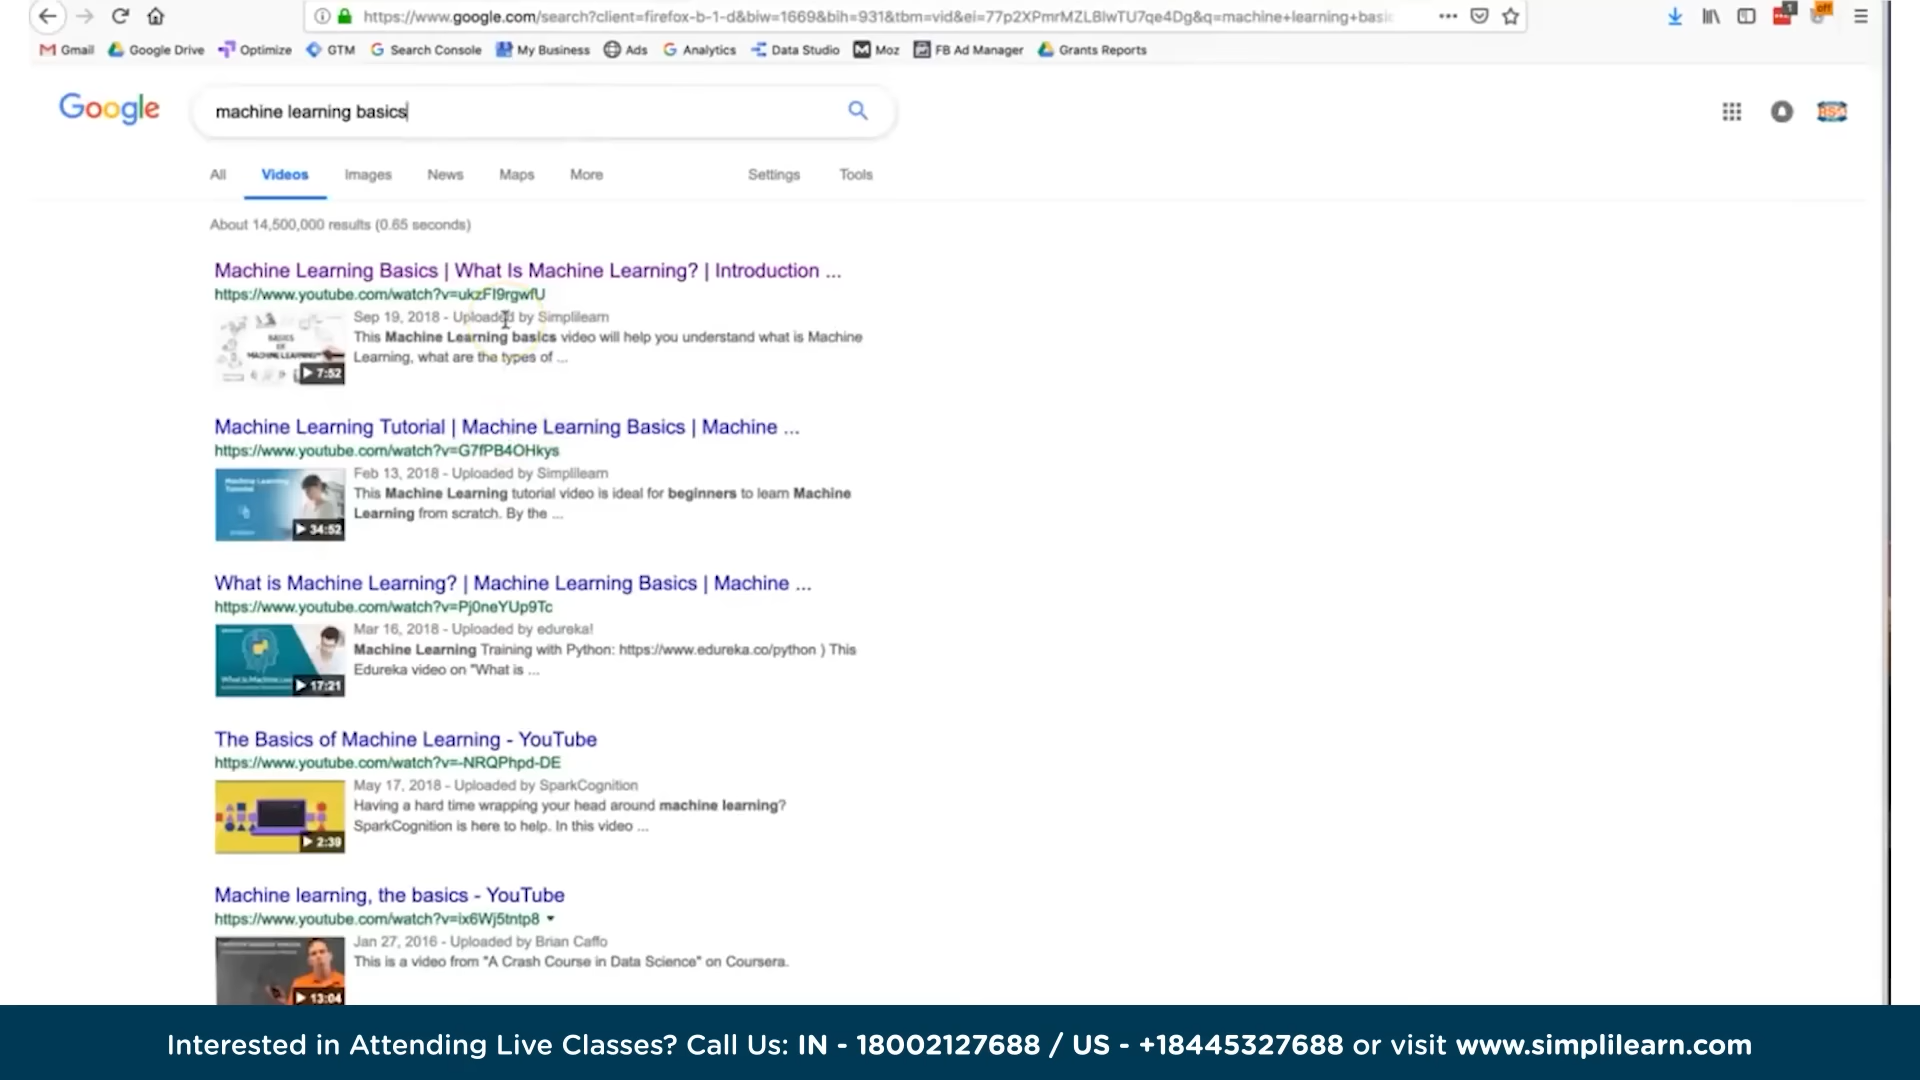 https://www.google.com/search?client=firefox-b-1-d&biw=1669&bih=931&tbm=vid&ei=77p2XPmrMZLBlwTU7qe4Dg&q=machine+learning+basic
1
off
Gmail Google Drive Optimize GTM Search Console My Business Ads Analytics Data Studio Moz FB Ad Manager Grants Reports
Google
machine learning basics
All Videos Images News Maps More Settings Tools
About 14,500,000 results (0.65 seconds)
Machine Learning Basics | What Is Machine Learning? | Introduction ...
https://www.youtube.com/watch?v=ukzFI9rgwfU
Sep 19, 2018 - Uploaded by Simplilearn
This Machine Learning basics video will help you understand what is Machine
Learning, what are the types of ...
BASICS
OF
MACHINE LEARNING
7:52
Machine Learning Tutorial | Machine Learning Basics | Machine ...
https://www.youtube.com/watch?v=G7fPB4OHkys
Feb 13, 2018 - Uploaded by Simplilearn
This Machine Learning tutorial video is ideal for beginners to learn Machine
Learning from scratch. By the ...
Machine Learning
Tutorial
34:52
What is Machine Learning? | Machine Learning Basics | Machine ...
https://www.youtube.com/watch?v=Pj0neYUp9Tc
Mar 16, 2018 - Uploaded by edureka!
Machine Learning Training with Python: https://www.edureka.co/python ) This
Edureka video on "What is ...
17:21
The Basics of Machine Learning - YouTube
https://www.youtube.com/watch?v=-NRQPhpd-DE
May 17, 2018 - Uploaded by SparkCognition
Having a hard time wrapping your head around machine learning?
SparkCognition is here to help. In this video ...
2:39
Machine learning, the basics - YouTube
https://www.youtube.com/watch?v=ix6Wj5tntp8
Jan 27, 2016 - Uploaded by Brian Caffo
This is a video from "A Crash Course in Data Science" on Coursera.
13:04
Interested in Attending Live Classes? Call Us: IN - 18002127688 / US - +18445327688 or visit www.simplilearn.com